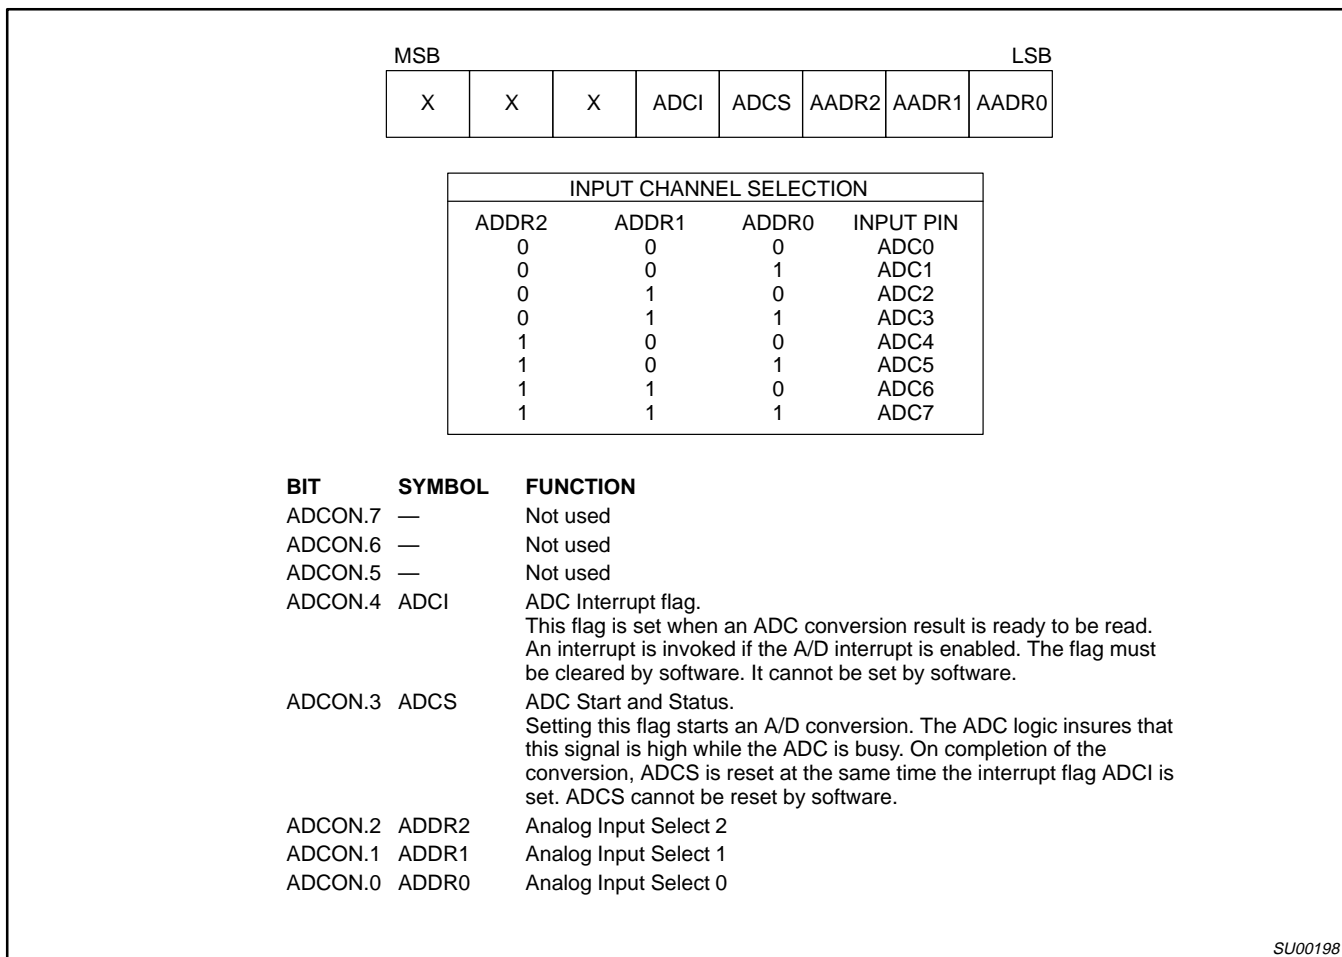 MSB LSB
X X X ADCI ADCS AADR2 AADR1 AADR0
INPUT CHANNEL SELECTION
ADDR2 ADDR1 ADDR0 INPUT PIN
0 0 0 ADC0
0 0 1 ADC1
0 1 0 ADC2
0 1 1 ADC3
1 0 0 ADC4
1 0 1 ADC5
1 1 0 ADC6
1 1 1 ADC7
BIT SYMBOL FUNCTION
ADCON.7 — Not used
ADCON.6 — Not used
ADCON.5 — Not used
ADCON.4 ADCI ADC Interrupt flag.
This flag is set when an ADC conversion result is ready to be read.
An interrupt is invoked if the A/D interrupt is enabled. The flag must
be cleared by software. It cannot be set by software.
ADCON.3 ADCS ADC Start and Status.
Setting this flag starts an A/D conversion. The ADC logic insures that
this signal is high while the ADC is busy. On completion of the
conversion, ADCS is reset at the same time the interrupt flag ADCI is
set. ADCS cannot be reset by software.
ADCON.2 ADDR2 Analog Input Select 2
ADCON.1 ADDR1 Analog Input Select 1
ADCON.0 ADDR0 Analog Input Select 0
SU00198